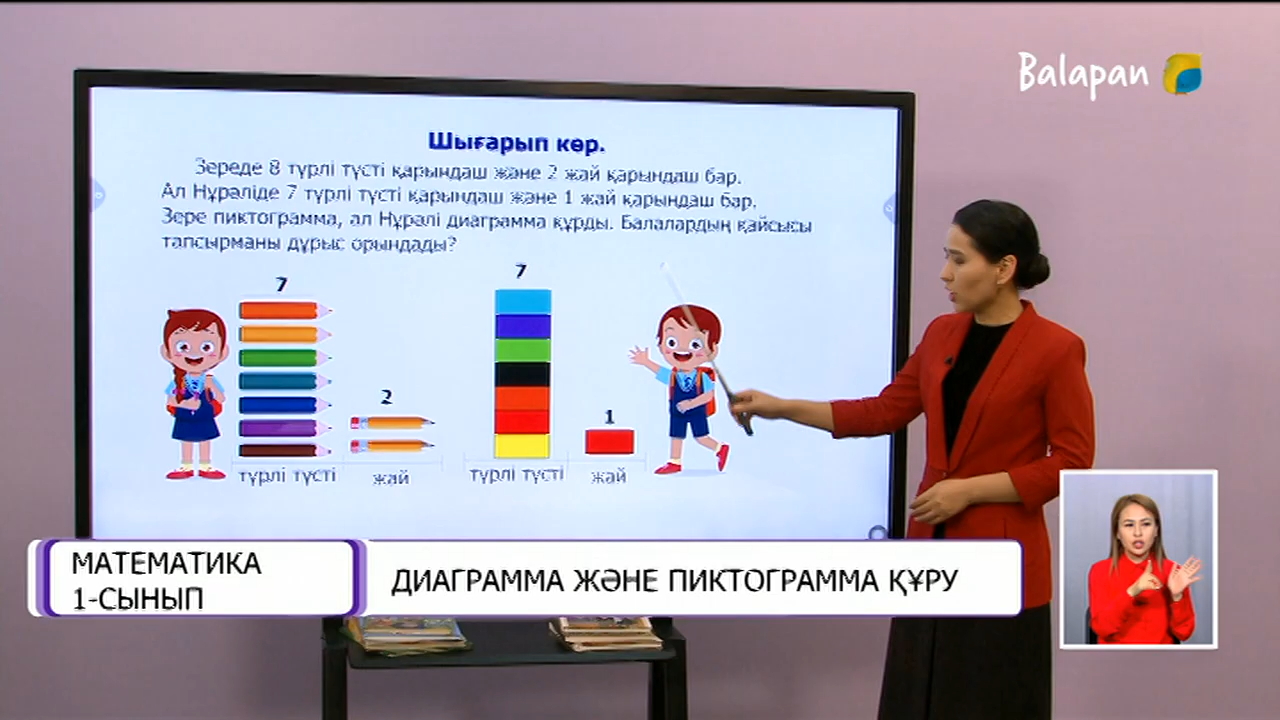 Balapan
Шығарып көр.
Зереде 8 түрлі түсті қарындаш және 2 жай қарындаш бар.
Ал Нұрәліде 7 түрлі түсті қарындаш және 1 жай қарындаш бар.
Зере пиктограмма, ал Нұрәлі диаграмма құрды. Балалардың қайсысы
тапсырманы дұрыс орындады?
7
2
7
1
түрлі түсті
жай
түрлі түсті
жай
МАТЕМАТИКА
1-СЫНЫП
ДИАГРАММА ЖӘНЕ ПИКТОГРАММА ҚҰРУ